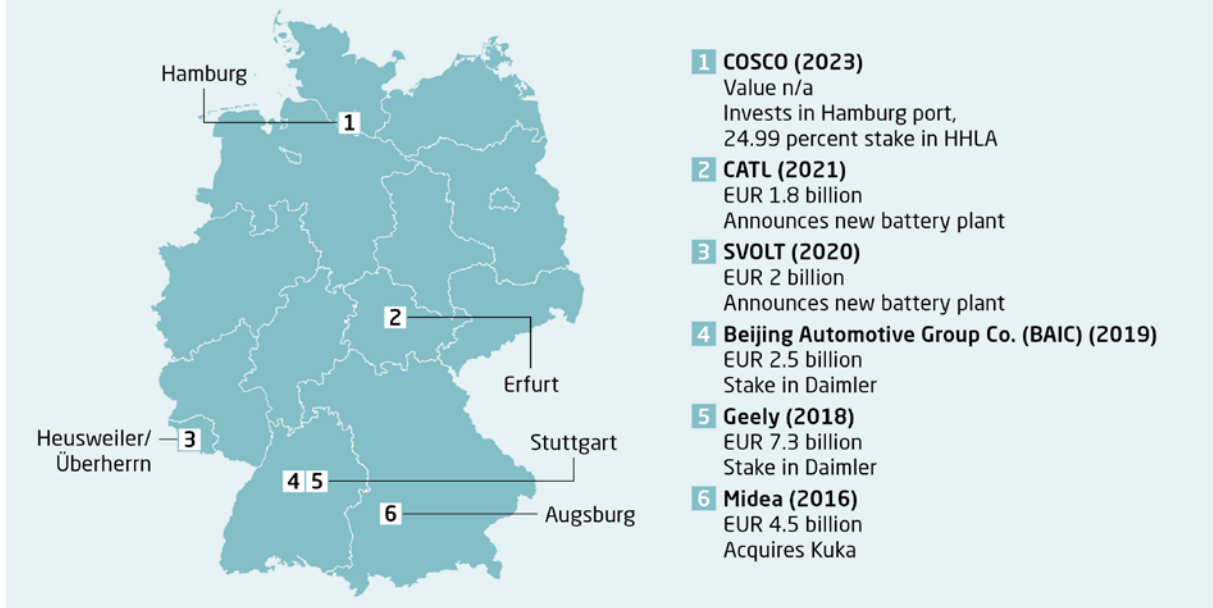 Hamburg
1
2
Erfurt
Heusweiler/
Überherrn
3
Stuttgart
4 5
6
Augsburg
1 COSCO (2023)
Value n/a
Invests in Hamburg port,
24.99 percent stake in HHLA
2 CATL (2021)
EUR 1.8 billion
Announces new battery plant
3 SVOLT (2020)
EUR 2 billion
Announces new battery plant
4 Beijing Automotive Group Co. (BAIC) (2019)
EUR 2.5 billion
Stake in Daimler
5 Geely (2018)
EUR 7.3 billion
Stake in Daimler
6 Midea (2016)
EUR 4.5 billion
Acquires Kuka